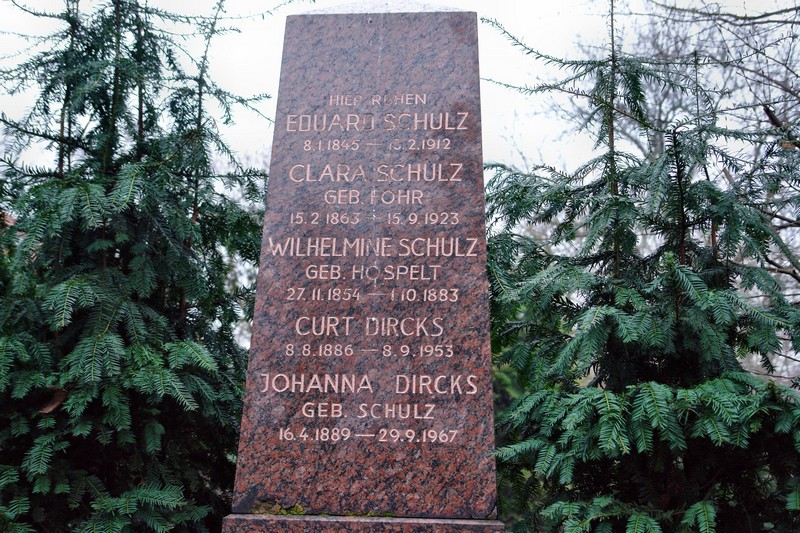 HIER RUHEN
EDUARD SCHULZ
8.1.1845 — 13.2.1912
CLARA SCHULZ
GEB. FOHR
15.2.1863 — 15.9.1923
WILHELMINE SCHULZ
GEB. HOSPELT
27.11.1854 — 1.10.1883
CURT DIRCKS
8.8.1886 — 8.9.1953
JOHANNA DIRCKS
GEB. SCHULZ
16.4.1889 — 29.9.1967